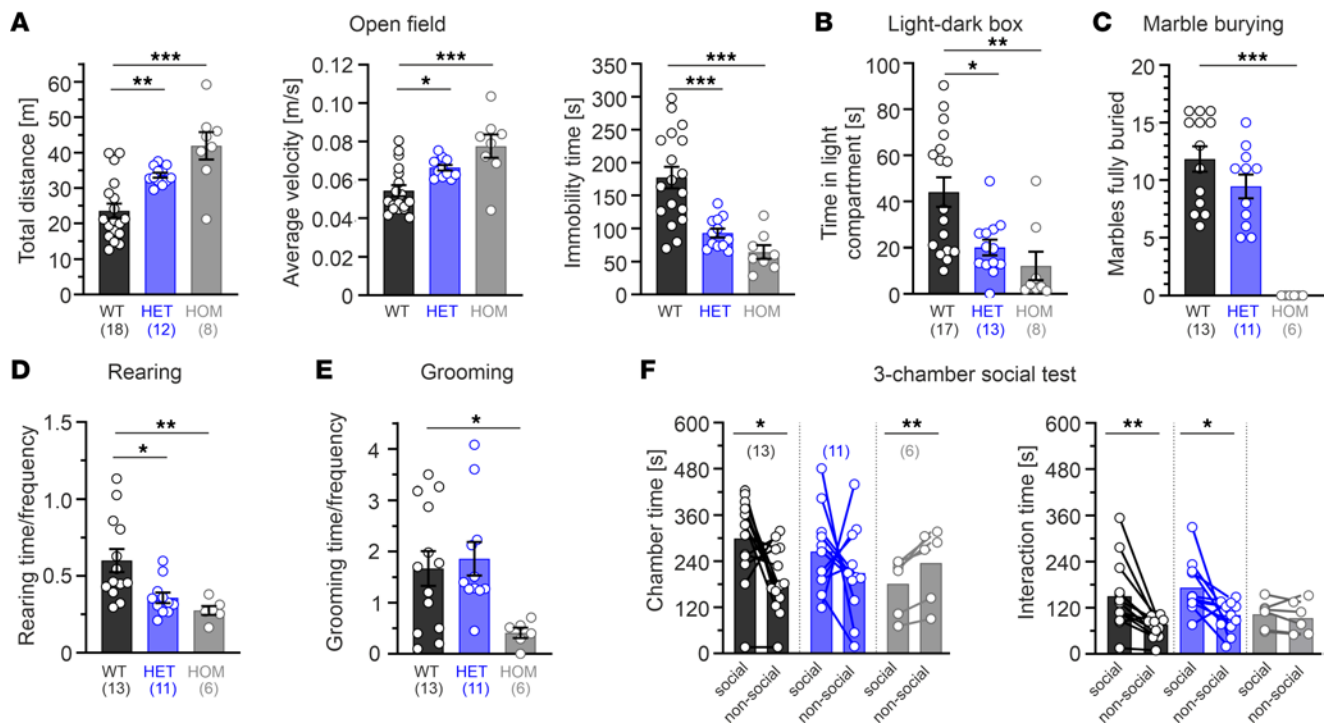 A
Open field
Total distance [m]
60
50
40
30
20
10
0
**
***
WT
HET
HOM
(18)
(12)
(8)
Average velocity [m/s]
0.12
0.10
0.08
0.06
0.04
0.02
0.00
*
***
WT
HET
HOM
Immobility time [s]
350
300
250
200
150
100
50
0
***
***
WT
HET
HOM
B
Light-dark box
Time in light
compartment [s]
100
80
60
40
20
0
**
*
WT
HET
HOM
(17)
(13)
(8)
C
Marble burying
Marbles fully buried
20
15
10
5
0
***
WT
HET
HOM
(13)
(11)
(6)
D
Rearing
Rearing time/frequency
1.5
1.0
0.5
0
**
*
WT
HET
HOM
(13)
(11)
(6)
E
Grooming
Grooming time/frequency
4
3
2
1
0
*
WT
HET
HOM
(13)
(11)
(6)
F
3-chamber social test
Chamber time [s]
600
480
360
240
120
0
*
**
(13)
(11)
(6)
social
non-social
social
non-social
social
non-social
Interaction time [s]
600
480
360
240
120
0
**
*
social
non-social
social
non-social
social
non-social